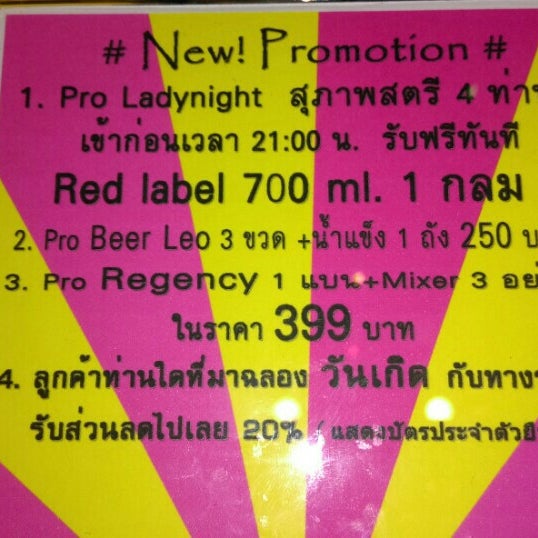 # New! Promotion #
1. Pro Ladynight สุภาพสตรี 4
เข้าก่อนเวลา 21:00 น. รับฟรีทันที
Red label 700 ml. 1 กลม
2. Pro Beer Leo 3 ขวด +น้ำแข็ง 1 ถัง 250
3. Pro Regency 1 แบน+Mixer 3
ในราคา 399 บาท
4. ลูกค้าท่านใดที่มาฉลอง วันเกิด กับทาง
รับส่วนลดไปเลย 20% (แสดงบัตรประจำตัว